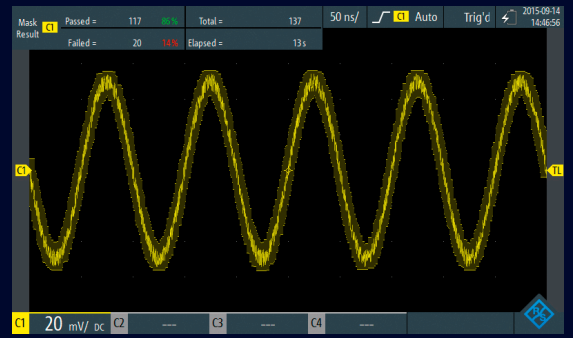 Mask Result C1 Passed = 117 86% Total = 137 50 ns/ C1 Auto Trig'd 2015-09-14
Failed = 20 14% Elapsed = 13 s 14:46:56
C1 TL
C1 20 mV/ DC C2 --- C3 --- C4 ---
R&S